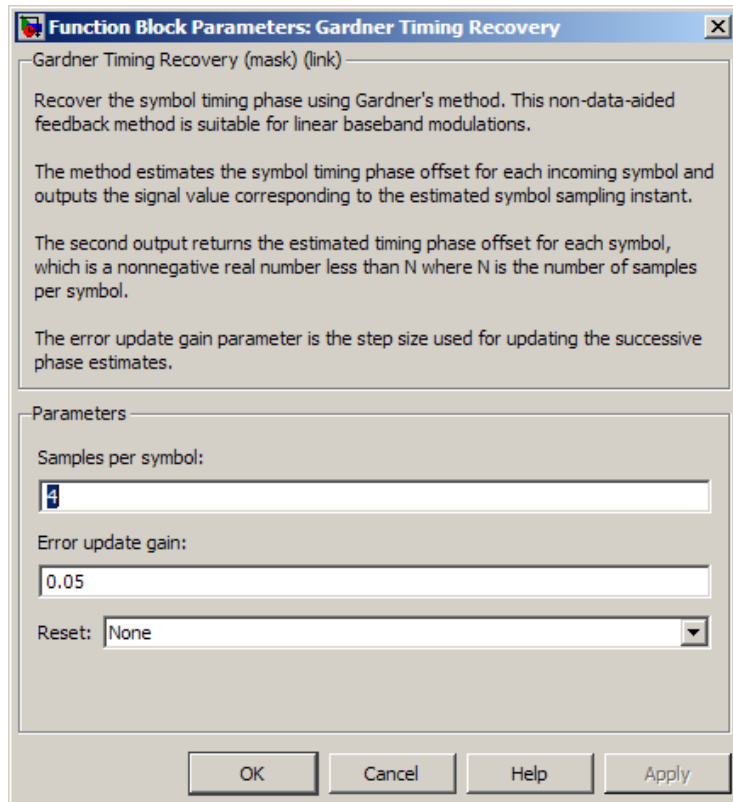 Function Block Parameters: Gardner Timing Recovery
Gardner Timing Recovery (mask) (link)
Recover the symbol timing phase using Gardner's method. This non-data-aided
feedback method is suitable for linear baseband modulations.
The method estimates the symbol timing phase offset for each incoming symbol and
outputs the signal value corresponding to the estimated symbol sampling instant.
The second output returns the estimated timing phase offset for each symbol,
which is a nonnegative real number less than N where N is the number of samples
per symbol.
The error update gain parameter is the step size used for updating the successive
phase estimates.
Parameters
Samples per symbol:
4
Error update gain:
0.05
Reset: None
OK Cancel Help Apply